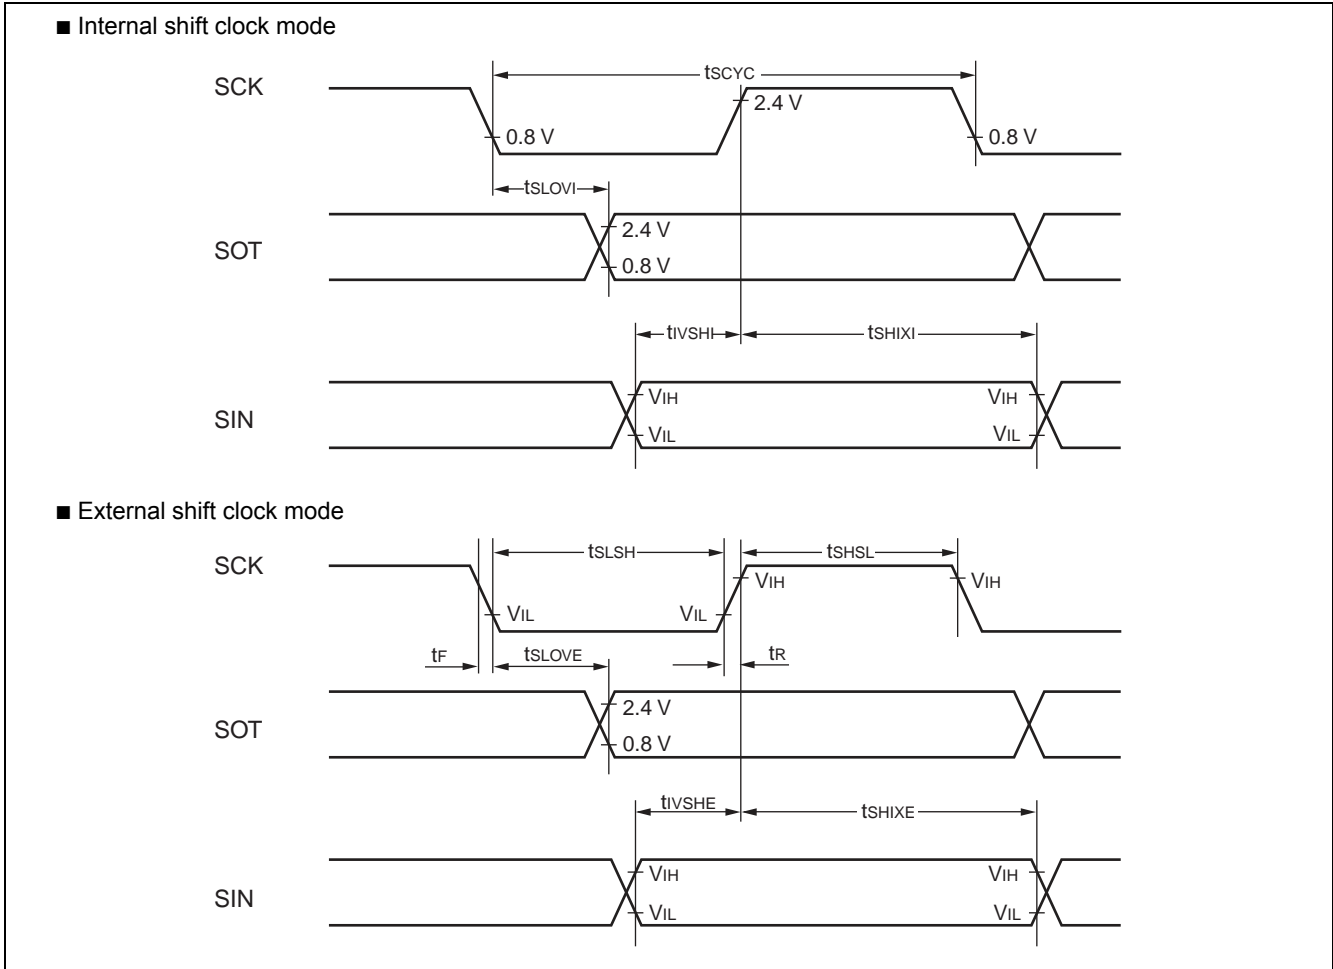 ■ Internal shift clock mode
tSCYC
SCK
2.4 V
0.8 V
0.8 V
tSLOVI
SOT
2.4 V
0.8 V
tIVSHI
tSHIXI
SIN
VIH
VIH
VIL
VIL
■ External shift clock mode
SCK
tSLSH
tSHSL
VIH
VIH
VIL
VIL
tF
tSLOVE
tR
SOT
2.4 V
0.8 V
tIVSHE
tSHIXE
SIN
VIH
VIH
VIL
VIL